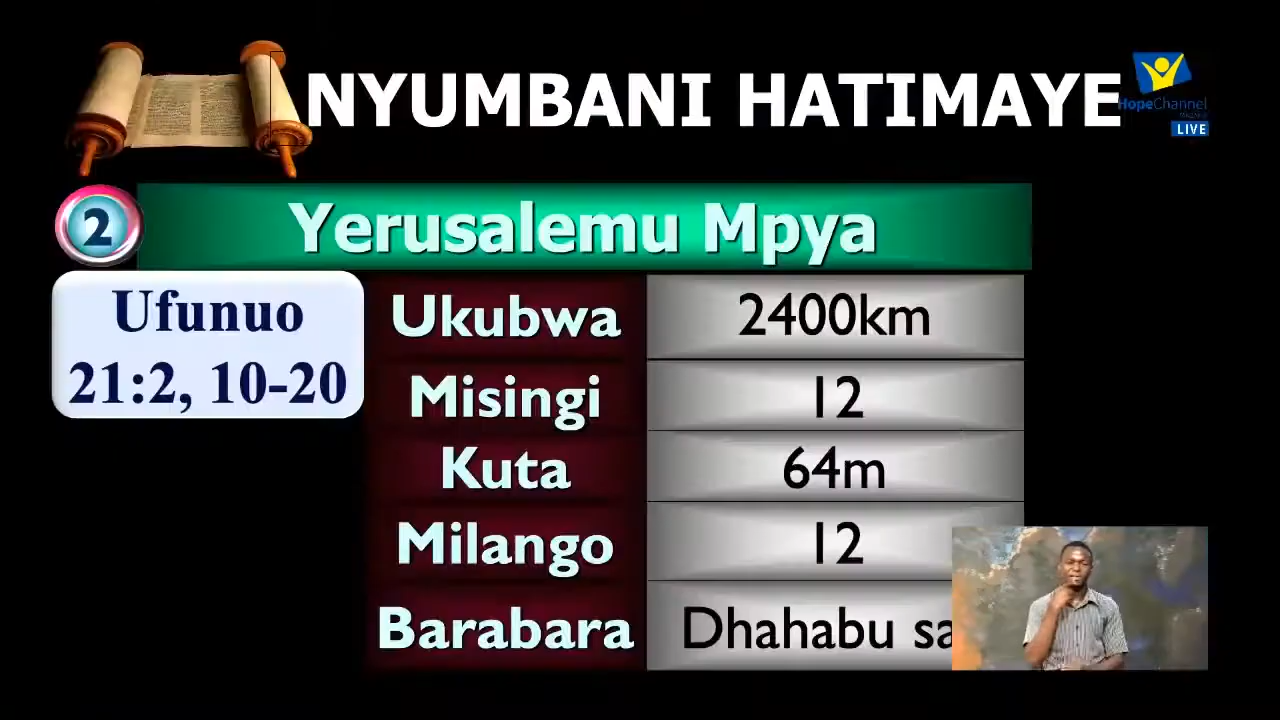 NYUMBANI HATIMAYE
HopeChannel
LIVE
2
Yerusalemu Mpya
Ufunuo
21:2, 10-20
Ukubwa 2400km
Misingi 12
Kuta 64m
Milango 12
Barabara Dhahabu sa